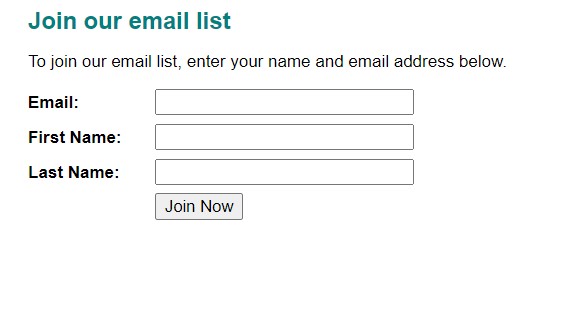 Join our email list
To join our email list, enter your name and email address below.
Email:
First Name:
Last Name:
Join Now